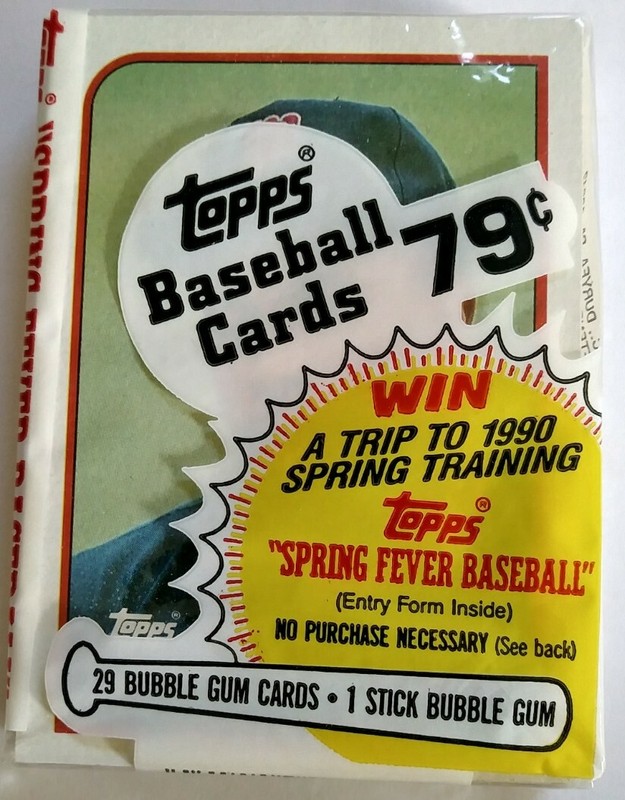 Topps®
Baseball
Cards
79¢
WIN
A TRIP TO 1990
SPRING TRAINING
Topps®
"SPRING FEVER BASEBALL"
(Entry Form Inside)
NO PURCHASE NECESSARY (See back)
Topps®
29 BUBBLE GUM CARDS • 1 STICK BUBBLE GUM
Topps®